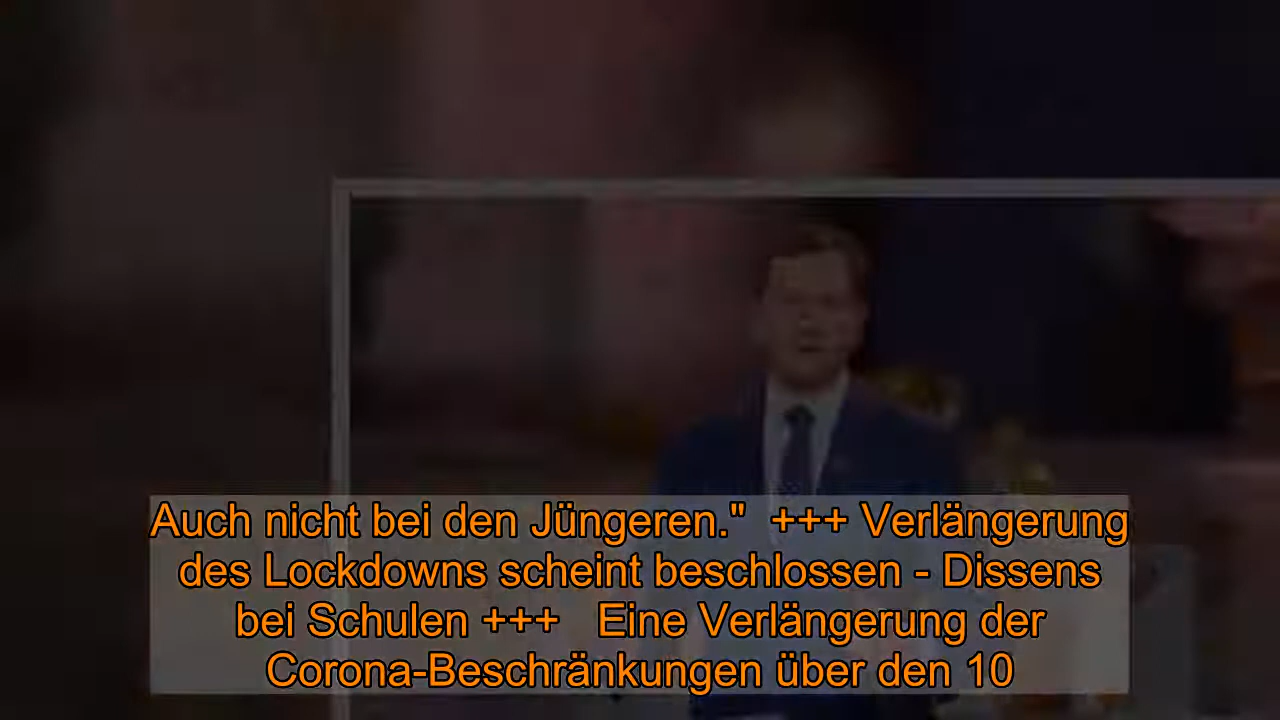 Auch nicht bei den Jüngeren."  +++ Verlängerung
des Lockdowns scheint beschlossen - Dissens
bei Schulen +++   Eine Verlängerung der
Corona-Beschränkungen über den 10